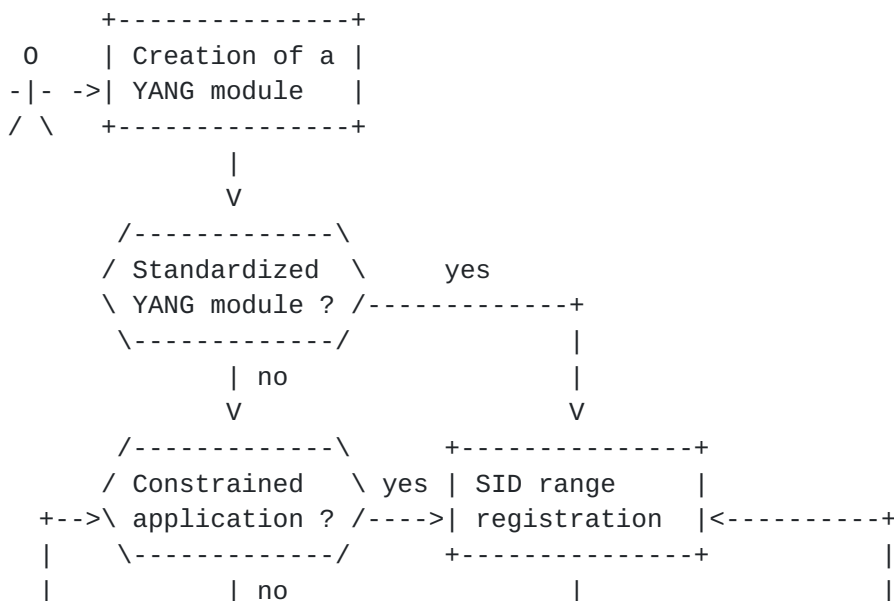 +---------------+
 O    | Creation of a |
-|- ->| YANG module   |
/ \   +---------------+
              |
              V
       /-------------\
      / Standardized  \     yes
      \ YANG module ? /-------------+
       \-------------/              |
              | no                  |
              V                     V
       /-------------\      +---------------+
      / Constrained   \ yes | SID range     |
  +-->\ application ? /---->| registration  |<----------+
  |    \-------------/      +---------------+           |
  |           | no                  |                   |